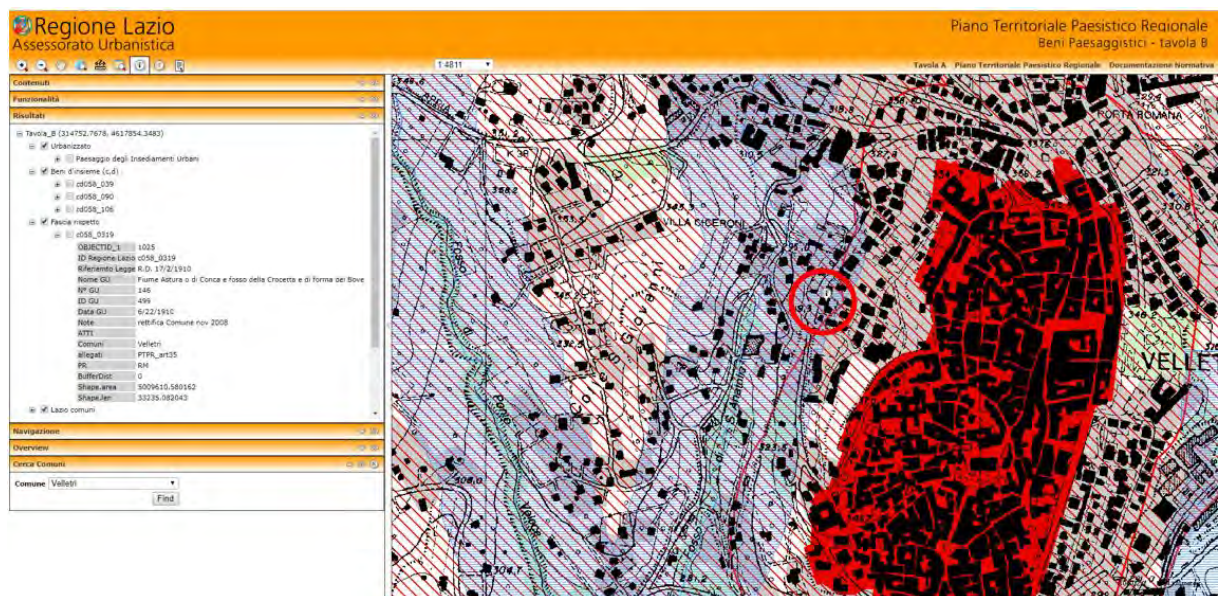 Regione Lazio
Assessorato Urbanistica
Piano Territoriale Paesistico Regionale
Beni Paesaggistici - tavola B
1:4811
Tavola A Piano Territoriale Paesistico Regionale Documentazione Normativa
Contenuti
Funzionalità
Risultati
Tavola_B (314752.7678; 4617854.3483)
Urbanizzato
Paesaggio degli Insediamenti Urbani
Beni d'insieme (c,d)
cd058_039
cd058_090
cd058_106
Fascia rispetto
c058_0319
OBJECTID_1 1025
ID Regione Lazio c058_0319
Riferiento Legge R.D. 17/2/1910
Nome GU Fiume Astura o di Conca e fosso della Crocetta e di forma dei Bove
N° GU 146
ID GU 499
Data GU 6/22/1910
Note rettifica Comune nov 2008
ATTI
Comuni Velletri
allegati PTPR_art35
PR RM
BufferDist 0
Shape.area 5009610.580162
Shape.len 33235.082043
Lazio comuni
Navigazione
Overview
Cerca Comuni
Comune Velletri
Find
PORTA ROMANA
VILLA CICERON
VELLET